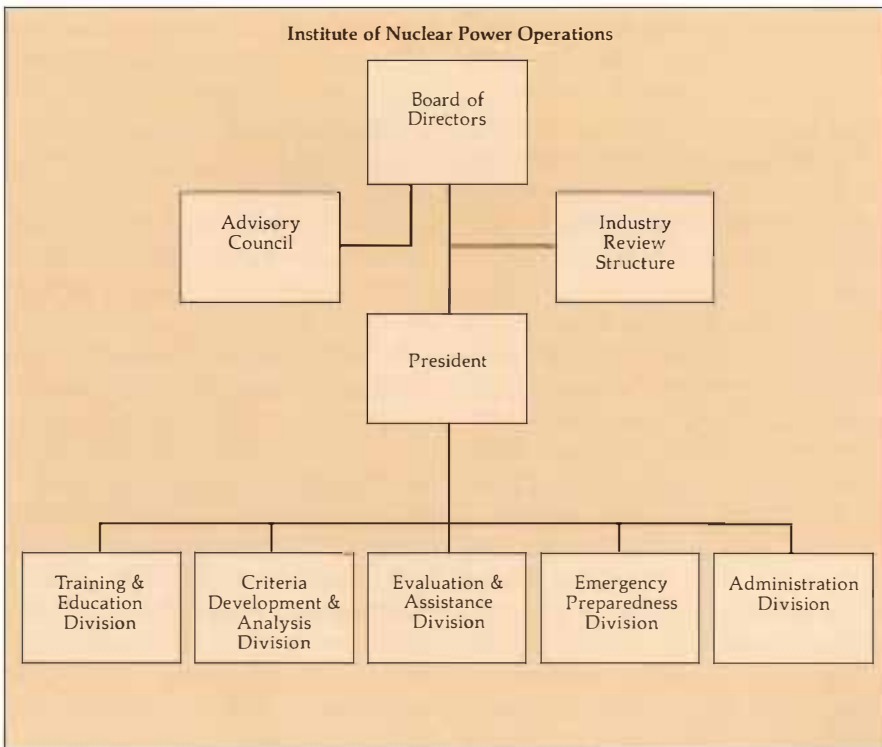 Institute of Nuclear Power Operations
Board of
Directors
Advisory
Council
Industry
Review
Structure
President
Training &
Education
Division
Criteria
Development &
Analysis
Division
Evaluation &
Assistance
Division
Emergency
Preparedness
Division
Administration
Division